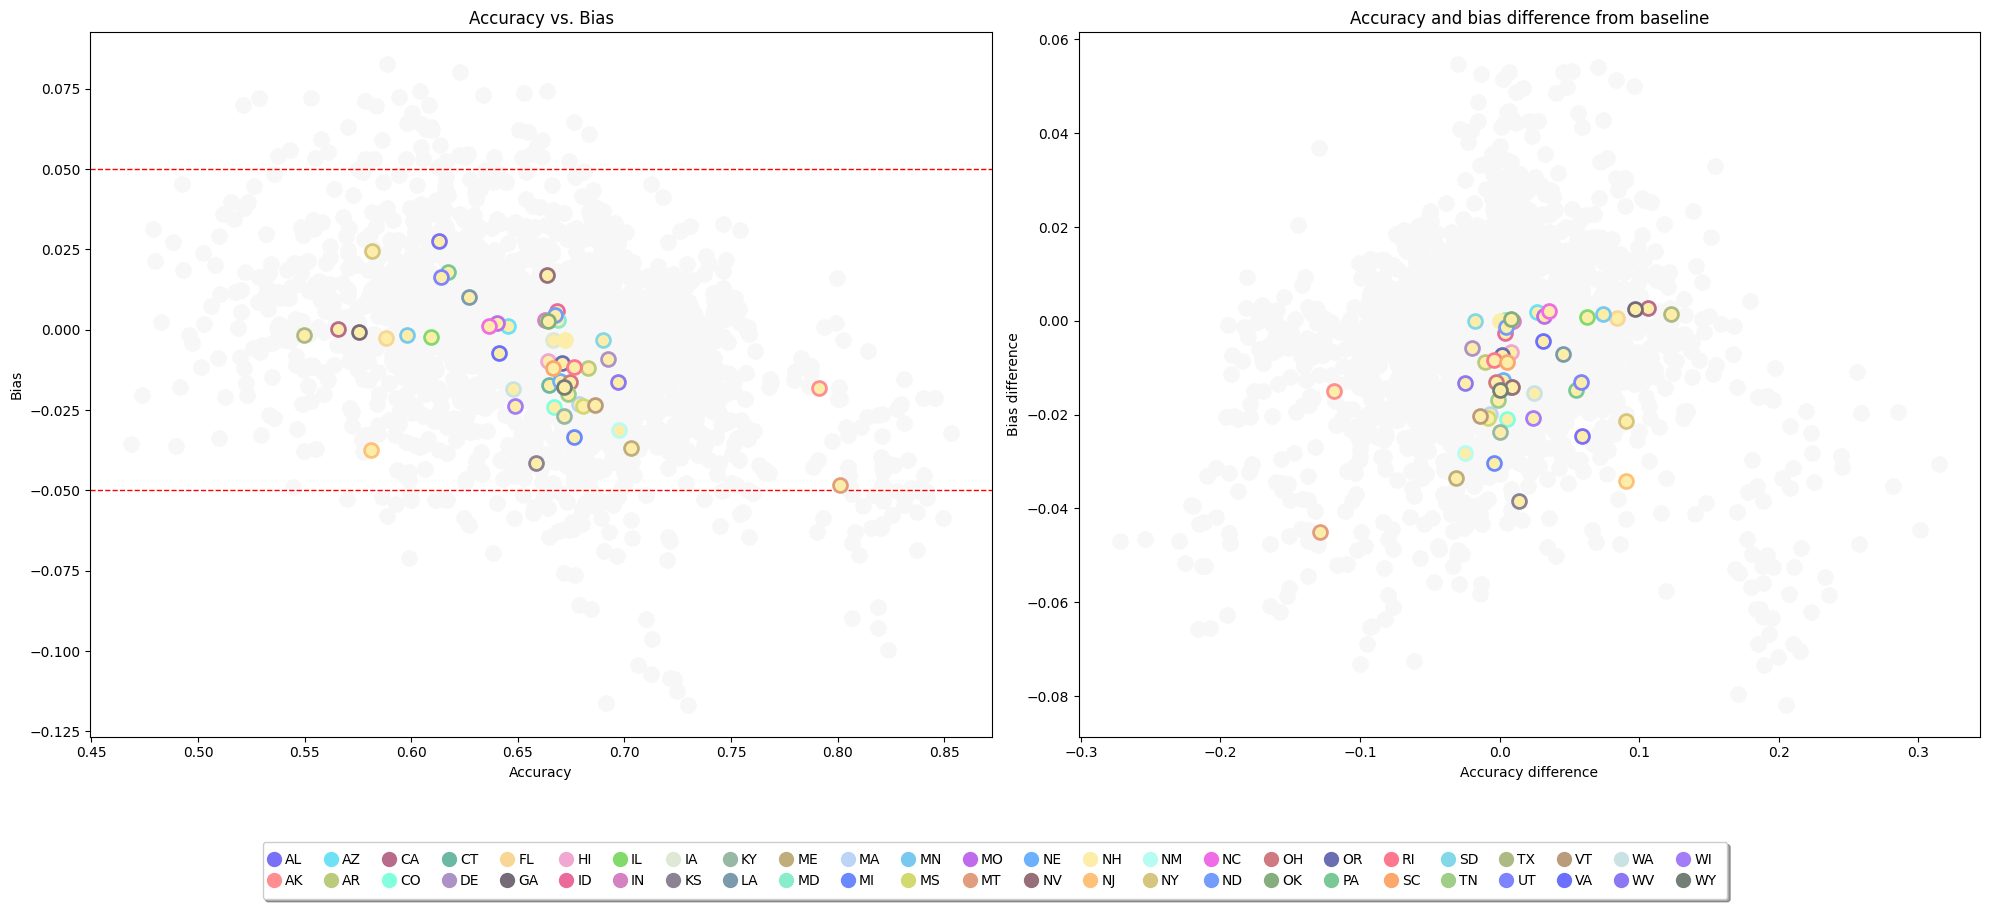 Accuracy vs. Bias
Accuracy and bias difference from baseline
0.075
0.050
0.025
0.000
−0.025
−0.050
−0.075
−0.100
−0.125
Bias
0.45 0.50 0.55 0.60 0.65 0.70 0.75 0.80 0.85
Accuracy
0.06
0.04
0.02
0.00
−0.02
−0.04
−0.06
−0.08
Bias difference
−0.3 −0.2 −0.1 0.0 0.1 0.2 0.3
Accuracy difference
AL AZ CA CT FL HI IL IA KY ME MA MN MO NE NH NM NC OH OR RI SD TX VT WA WI
AK AR CO DE GA ID IN KS LA MD MI MS MT NV NJ NY ND OK PA SC TN UT VA WV WY